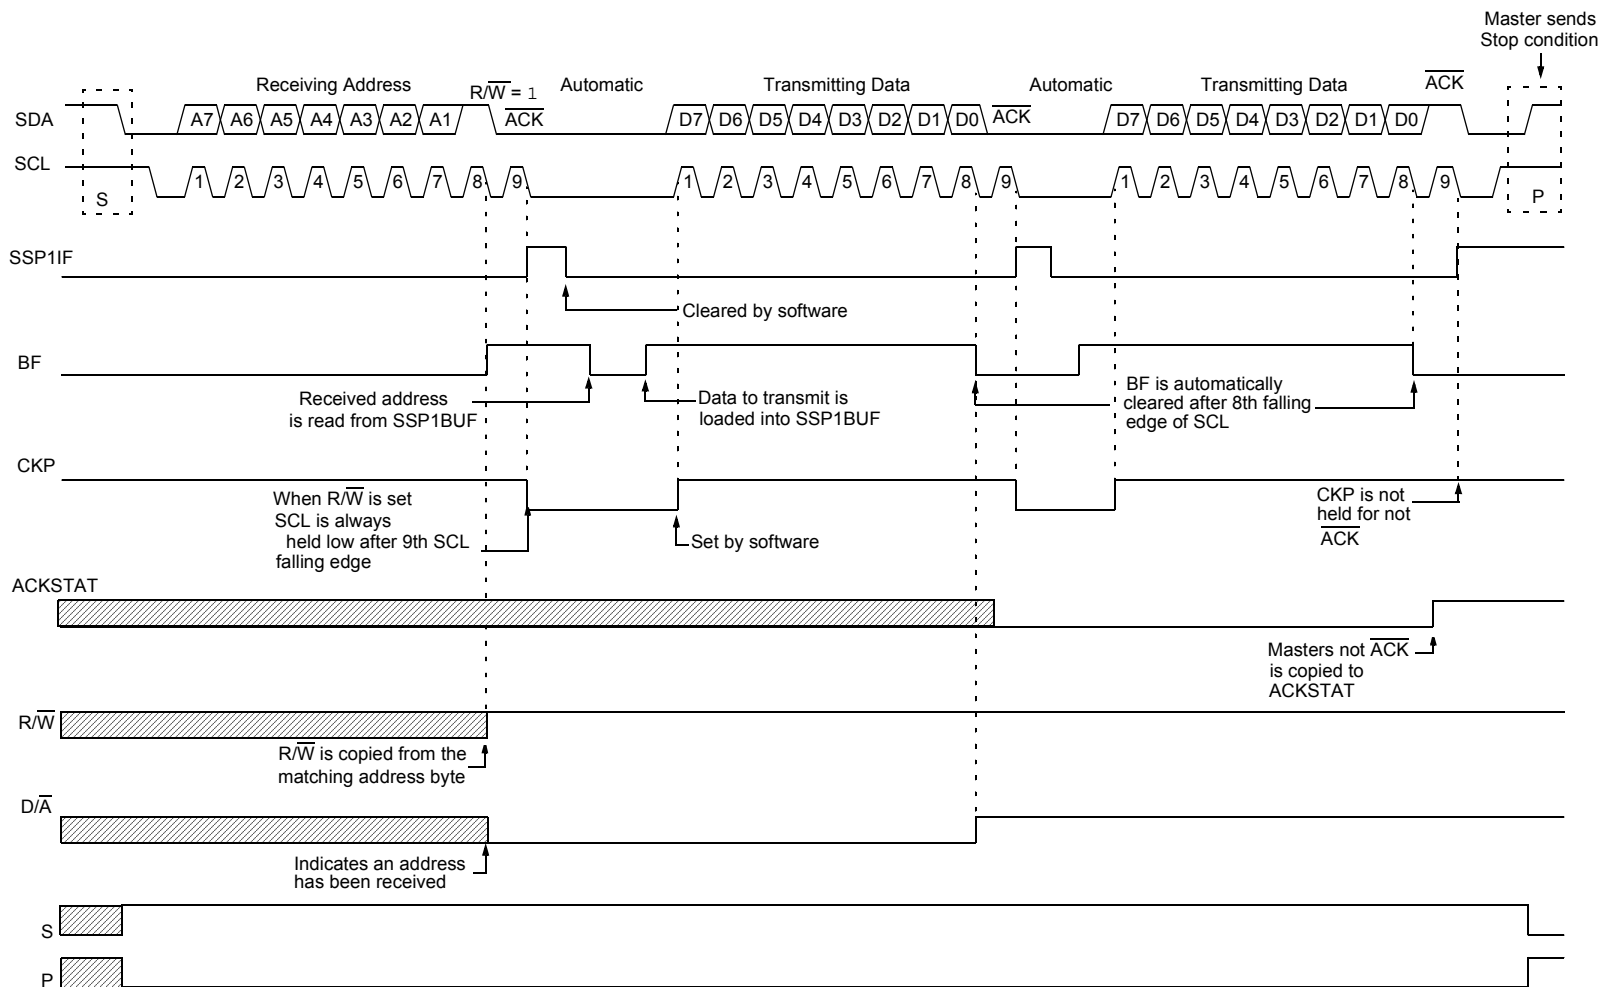 Master sends
Stop condition
Receiving Address
R/W̅ = 1
Automatic
Transmitting Data
Automatic
Transmitting Data
A̅C̅K̅
SDA
A7 A6 A5 A4 A3 A2 A1
A̅C̅K̅
D7 D6 D5 D4 D3 D2 D1 D0
A̅C̅K̅
D7 D6 D5 D4 D3 D2 D1 D0
SCL
1 2 3 4 5 6 7 8 9
1 2 3 4 5 6 7 8 9
1 2 3 4 5 6 7 8 9
S
P
SSP1IF
Cleared by software
BF
Received address
is read from SSP1BUF
Data to transmit is
loaded into SSP1BUF
BF is automatically
cleared after 8th falling
edge of SCL
CKP
When R/W̅ is set
SCL is always
held low after 9th SCL
falling edge
Set by software
CKP is not
held for not
A̅C̅K̅
ACKSTAT
Masters not A̅C̅K̅
is copied to
ACKSTAT
R/W̅
R/W̅ is copied from the
matching address byte
D/A̅
Indicates an address
has been received
S
P